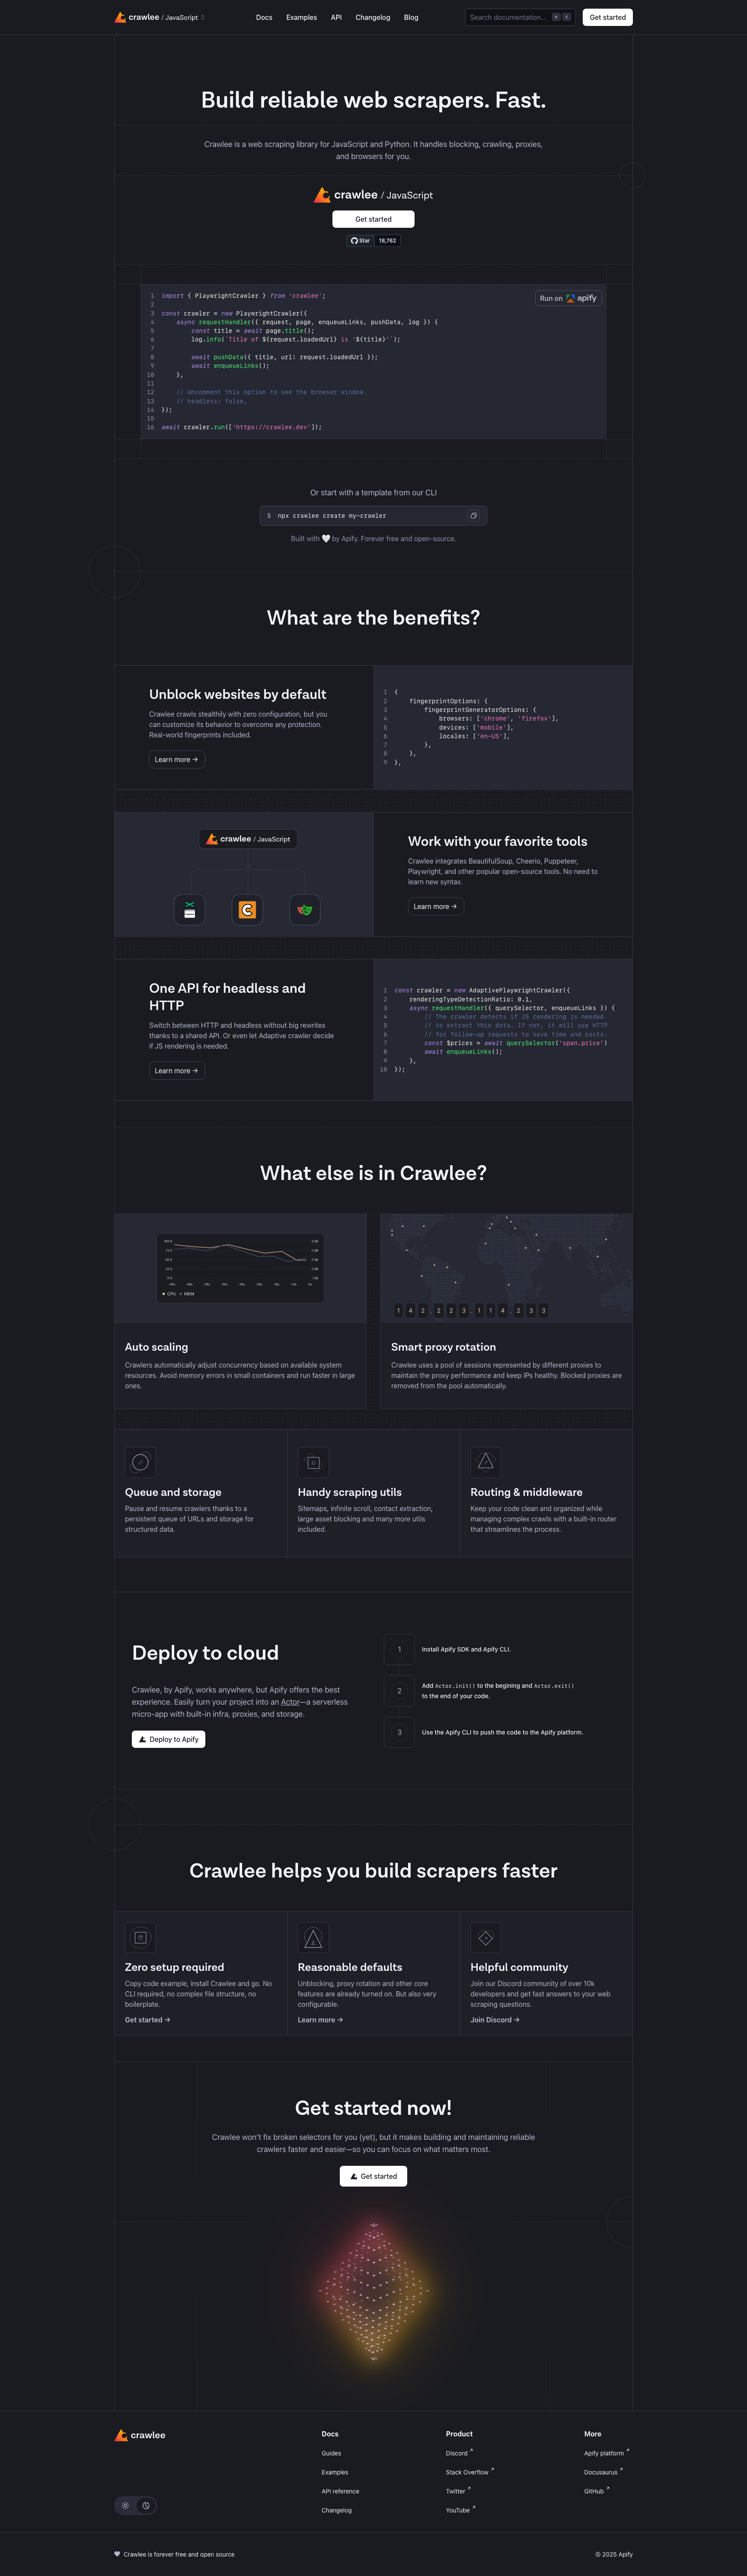 crawlee / JavaScript
Docs
Examples
API
Changelog
Blog
Search documentation...
⌘ K
Get started
Build reliable web scrapers. Fast.
Crawlee is a web scraping library for JavaScript and Python. It handles blocking, crawling, proxies,
and browsers for you.
crawlee / JavaScript
Get started
Star 18,762
Run on apify
1 import { PlaywrightCrawler } from 'crawlee';
2
3 const crawler = new PlaywrightCrawler({
4 async requestHandler({ request, page, enqueueLinks, pushData, log }) {
5 const title = await page.title();
6 log.info(`Title of ${request.loadedUrl} is '${title}'`);
7
8 await pushData({ title, url: request.loadedUrl });
9 await enqueueLinks();
10 },
11
12 // Uncomment this option to see the browser window.
13 // headless: false,
14 });
15
16 await crawler.run(['https://crawlee.dev']);
Or start with a template from our CLI
$ npx crawlee create my-crawler
Built with 🤍 by Apify. Forever free and open-source.
What are the benefits?
Unblock websites by default
Crawlee crawls stealthily with zero configuration, but you
can customize its behavior to overcome any protection.
Real-world fingerprints included.
Learn more →
1 {
2 fingerprintOptions: {
3 fingerprintGeneratorOptions: {
4 browsers: ['chrome', 'firefox'],
5 devices: ['mobile'],
6 locales: ['en-US'],
7 },
8 },
9 },
crawlee / JavaScript
Work with your favorite tools
Crawlee integrates BeautifulSoup, Cheerio, Puppeteer,
Playwright, and other popular open-source tools. No need to
learn new syntax.
Learn more →
One API for headless and
HTTP
Switch between HTTP and headless without big rewrites
thanks to a shared API. Or even let Adaptive crawler decide
if JS rendering is needed.
Learn more →
1 const crawler = new AdaptivePlaywrightCrawler({
2 renderingTypeDetectionRatio: 0.1,
3 async requestHandler({ querySelector, enqueueLinks }) {
4 // The crawler detects if JS rendering is needed
5 // to extract this data. If not, it will use HTTP
6 // for follow-up requests to save time and costs.
7 const $prices = await querySelector('span.price')
8 await enqueueLinks();
9 },
10 });
What else is in Crawlee?
CPU
MEM
142.223.114.233
Auto scaling
Crawlers automatically adjust concurrency based on available system
resources. Avoid memory errors in small containers and run faster in large
ones.
Smart proxy rotation
Crawlee uses a pool of sessions represented by different proxies to
maintain the proxy performance and keep IPs healthy. Blocked proxies are
removed from the pool automatically.
Queue and storage
Pause and resume crawlers thanks to a
persistent queue of URLs and storage for
structured data.
Handy scraping utils
Sitemaps, infinite scroll, contact extraction,
large asset blocking and many more utils
included.
Routing & middleware
Keep your code clean and organized while
managing complex crawls with a built-in router
that streamlines the process.
Deploy to cloud
Crawlee, by Apify, works anywhere, but Apify offers the best
experience. Easily turn your project into an Actor—a serverless
micro-app with built-in infra, proxies, and storage.
Deploy to Apify
1
Install Apify SDK and Apify CLI.
2
Add Actor.init() to the begining and Actor.exit()
to the end of your code.
3
Use the Apify CLI to push the code to the Apify platform.
Crawlee helps you build scrapers faster
Zero setup required
Copy code example, install Crawlee and go. No
CLI required, no complex file structure, no
boilerplate.
Get started →
Reasonable defaults
Unblocking, proxy rotation and other core
features are already turned on. But also very
configurable.
Learn more →
Helpful community
Join our Discord community of over 10k
developers and get fast answers to your web
scraping questions.
Join Discord →
Get started now!
Crawlee won't fix broken selectors for you (yet), but it makes building and maintaining reliable
crawlers faster and easier—so you can focus on what matters most.
Get started
crawlee
Docs
Guides
Examples
API reference
Changelog
Product
Discord
Stack Overflow
Twitter
YouTube
More
Apify platform
Docusaurus
GitHub
Crawlee is forever free and open source
© 2025 Apify